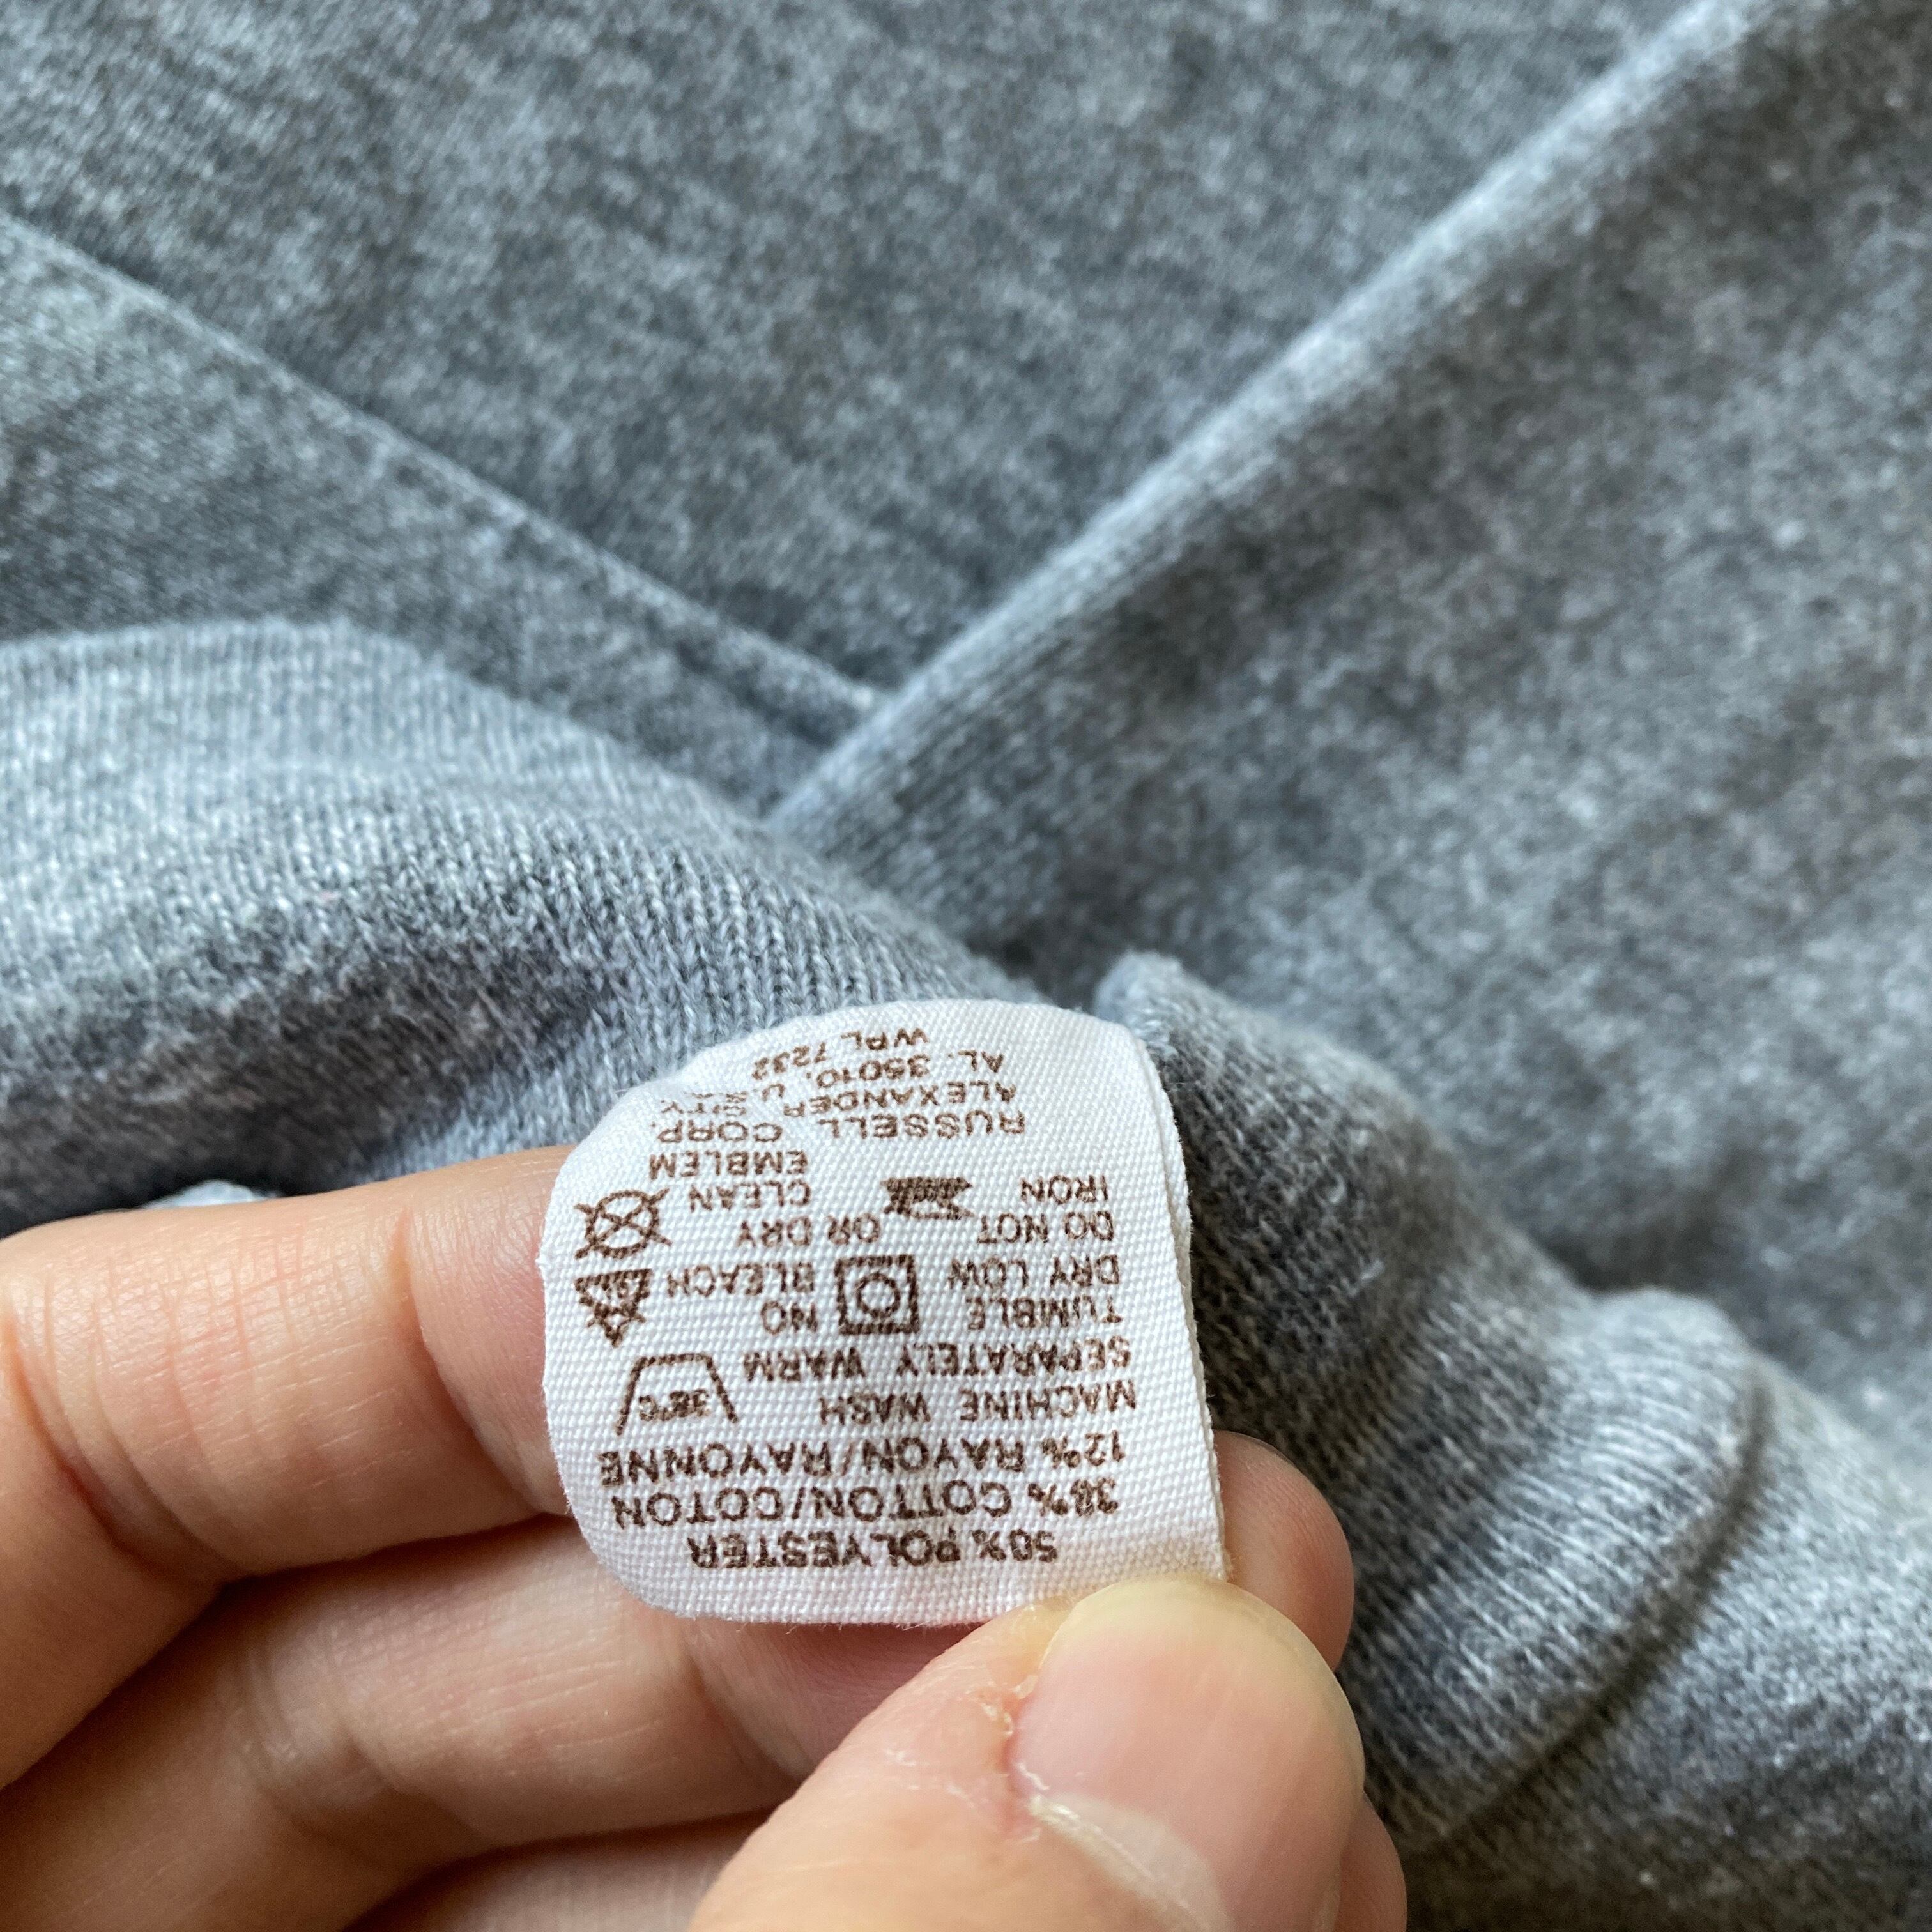 50% POLYESTER
38% COTTON/COTON
12% RAYON/RAYONNE
MACHINE WASH
SEPARATELY WARM
38°C
TUMBLE
DRY LOW
NO
BLEACH
DO NOT
IRON
OR DRY
CLEAN
EMBLEM
RUSSELL CORP.
ALEXANDER CITY
AL. 35010, U.S.A.
WPL 7232